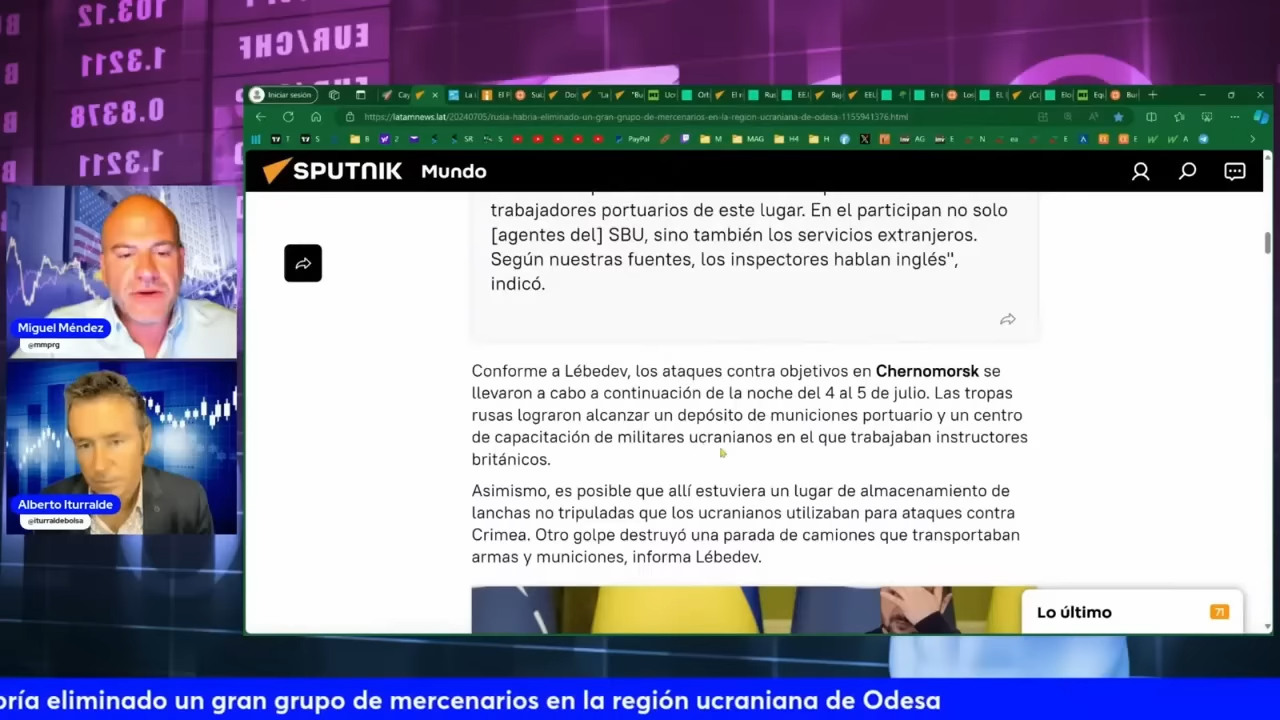 EUR/CHF
1.3211
0.8378
1.3211
Iniciar sesión
https://latamnews.lat/20240705/rusia-habria-eliminado-un-gran-grupo-de-mercenarios-en-la-region-ucraniana-de-odesa-1155941376.html
PayPal
MAG
H4
SPUTNIK Mundo
trabajadores portuarios de este lugar. En el participan no solo
[agentes del] SBU, sino también los servicios extranjeros.
Según nuestras fuentes, los inspectores hablan inglés",
indicó.
Miguel Méndez
@mmprg
Conforme a Lébedev, los ataques contra objetivos en Chernomorsk se
llevaron a cabo a continuación de la noche del 4 al 5 de julio. Las tropas
rusas lograron alcanzar un depósito de municiones portuario y un centro
de capacitación de militares ucranianos en el que trabajaban instructores
británicos.
Alberto Iturralde
@iturraldebolsa
Asimismo, es posible que allí estuviera un lugar de almacenamiento de
lanchas no tripuladas que los ucranianos utilizaban para ataques contra
Crimea. Otro golpe destruyó una parada de camiones que transportaban
armas y municiones, informa Lébedev.
Lo último 71
bría eliminado un gran grupo de mercenarios en la región ucraniana de Odesa